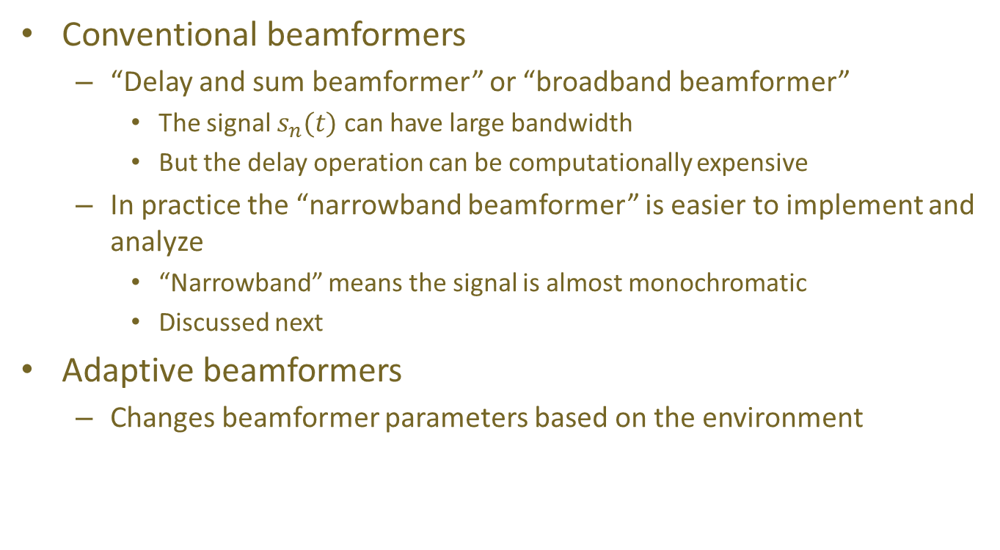 • Conventional beamformers
– “Delay and sum beamformer” or “broadband beamformer”
• The signal 𝑠ₙ(𝑡) can have large bandwidth
• But the delay operation can be computationally expensive
– In practice the “narrowband beamformer” is easier to implement and
analyze
• “Narrowband” means the signal is almost monochromatic
• Discussed next
• Adaptive beamformers
– Changes beamformer parameters based on the environment